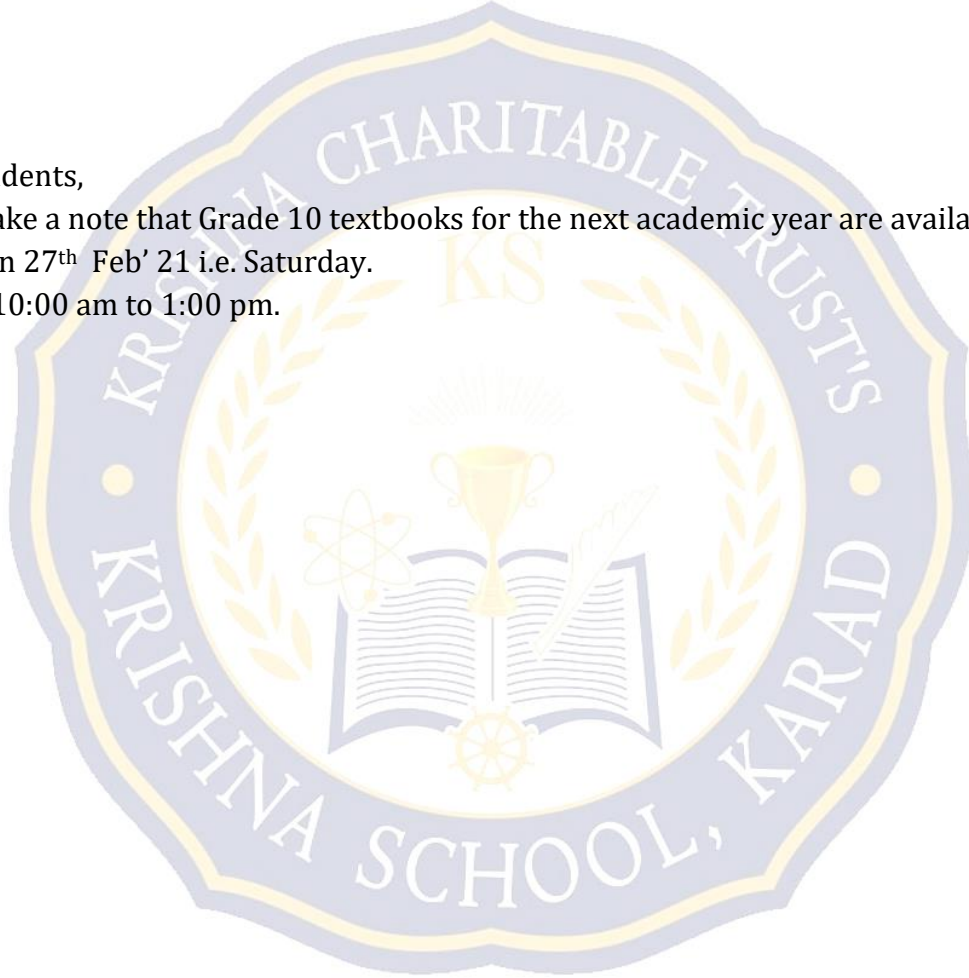 dents,
ake a note that Grade 10 textbooks for the next academic year are availa
n 27th Feb’ 21 i.e. Saturday.
10:00 am to 1:00 pm.
KRISHNA CHARITABLE TRUST'S
KS
KRISHNA SCHOOL, KARAD